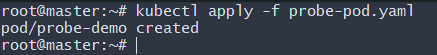 root@master:~# kubectl apply -f probe-pod.yaml
pod/probe-demo created
root@master:~#